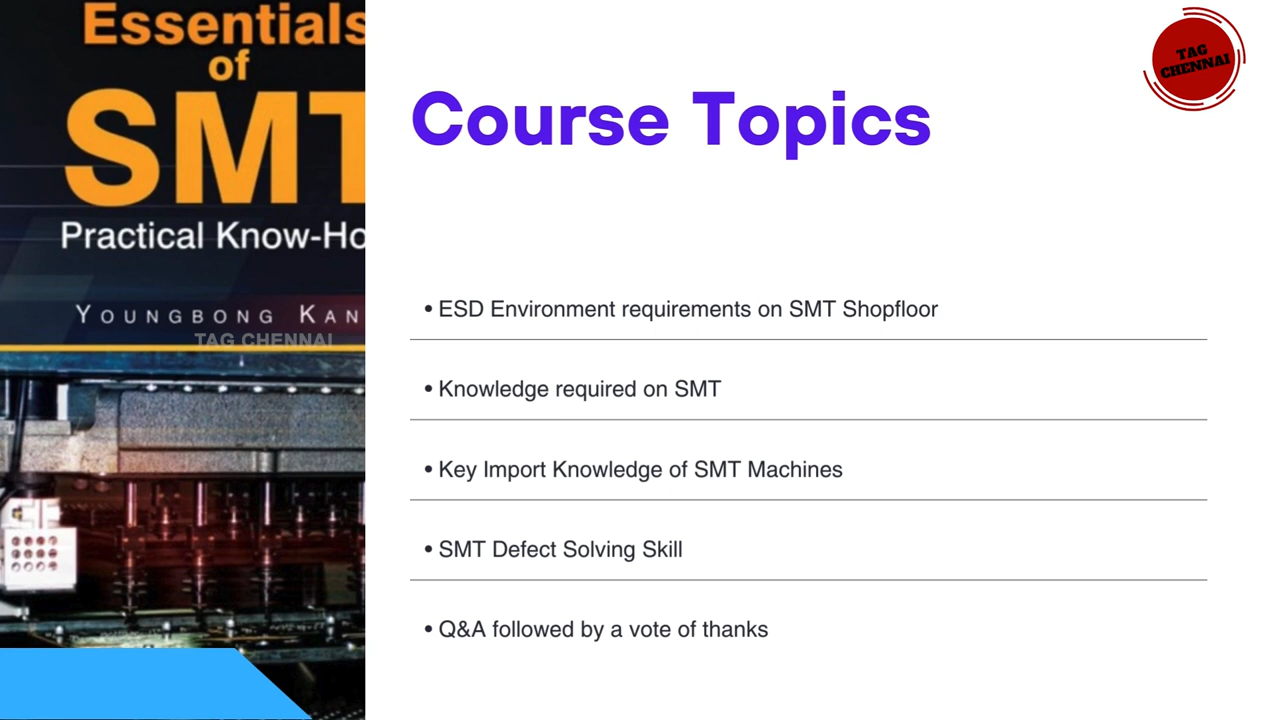 Essentials
of
SMT
Practical Know-Ho
YOUNGBONG KAN
TAG CHENNAI
TAG
CHENNAI
Course Topics
• ESD Environment requirements on SMT Shopfloor
• Knowledge required on SMT
• Key Import Knowledge of SMT Machines
• SMT Defect Solving Skill
• Q&A followed by a vote of thanks